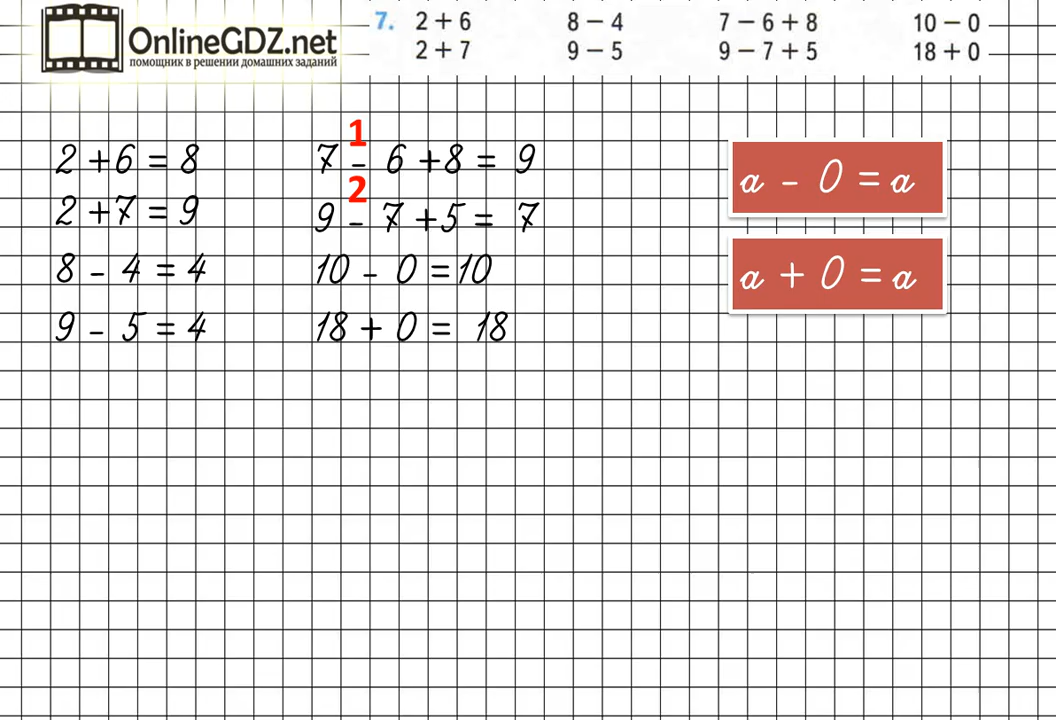 OnlineGDZ.net
помощник в решении домашних заданий
7. 2 + 6 8 − 4 7 − 6 + 8 10 − 0
2 + 7 9 − 5 9 − 7 + 5 18 + 0
2 + 6 = 8
2 + 7 = 9
8 - 4 = 4
9 - 5 = 4
1
7 - 6 + 8 = 9
2
9 - 7 + 5 = 7
10 - 0 = 10
18 + 0 = 18
a - 0 = a
a + 0 = a